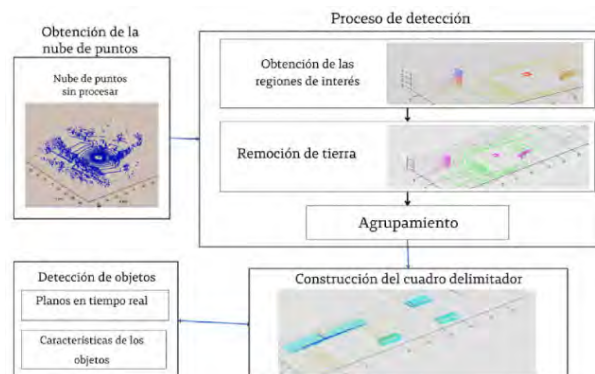 Obtención de la
nube de puntos
Nube de puntos
sin procesar
Proceso de detección
Obtención de las
regiones de interés
Remoción de tierra
Agrupamiento
Construcción del cuadro delimitador
Detección de objetos
Planos en tiempo real
Características de los
objetos